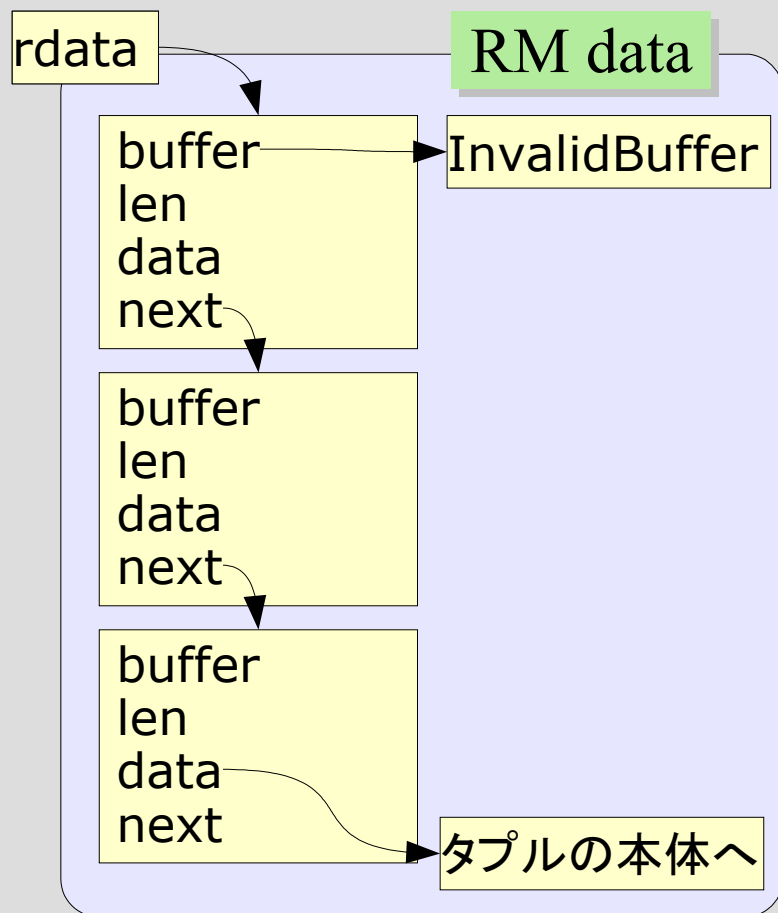 rdata
RM data
buffer
InvalidBuffer
len
data
next
buffer
len
data
next
buffer
len
data
next
タプルの本体へ